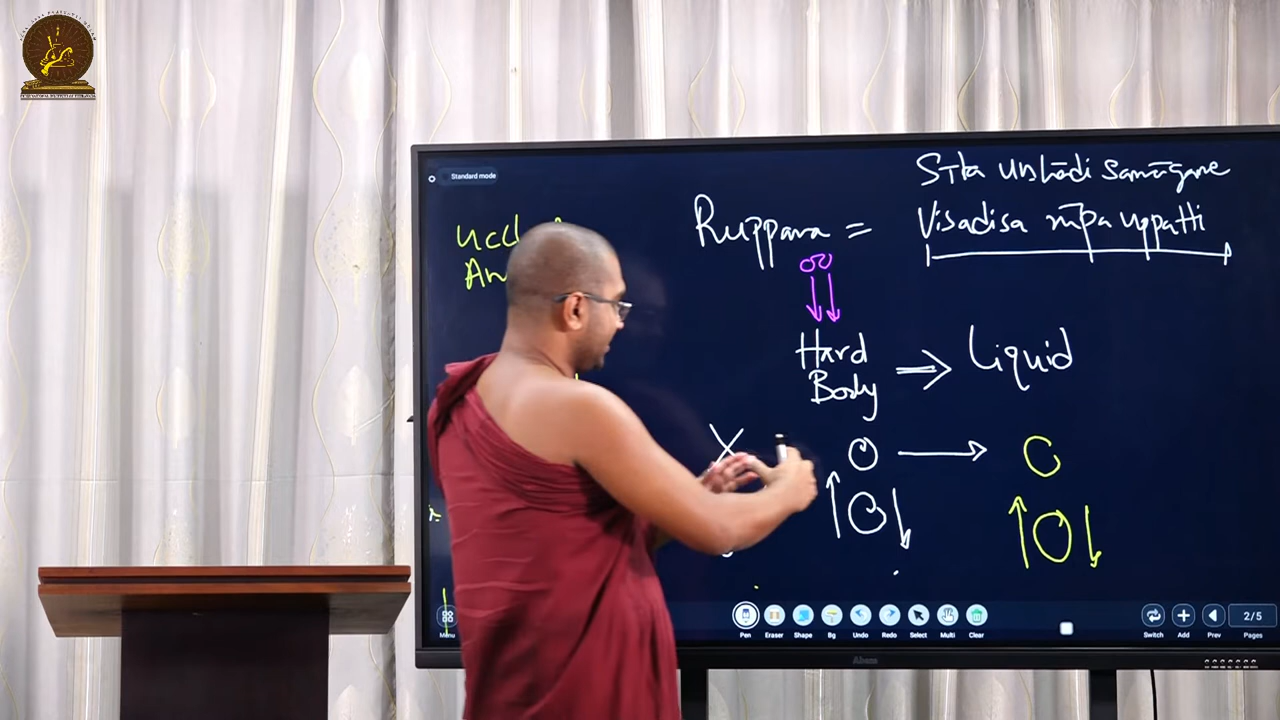 Standard mode
Sīta unhādi samāgame
Visadisa rūpa uppatti
Ruppana =
Hard
Body
Liquid
Menu
Pen
Eraser
Shape
Bg
Undo
Redo
Select
Multi
Clear
Switch
Add
Prev
2/5
Pages